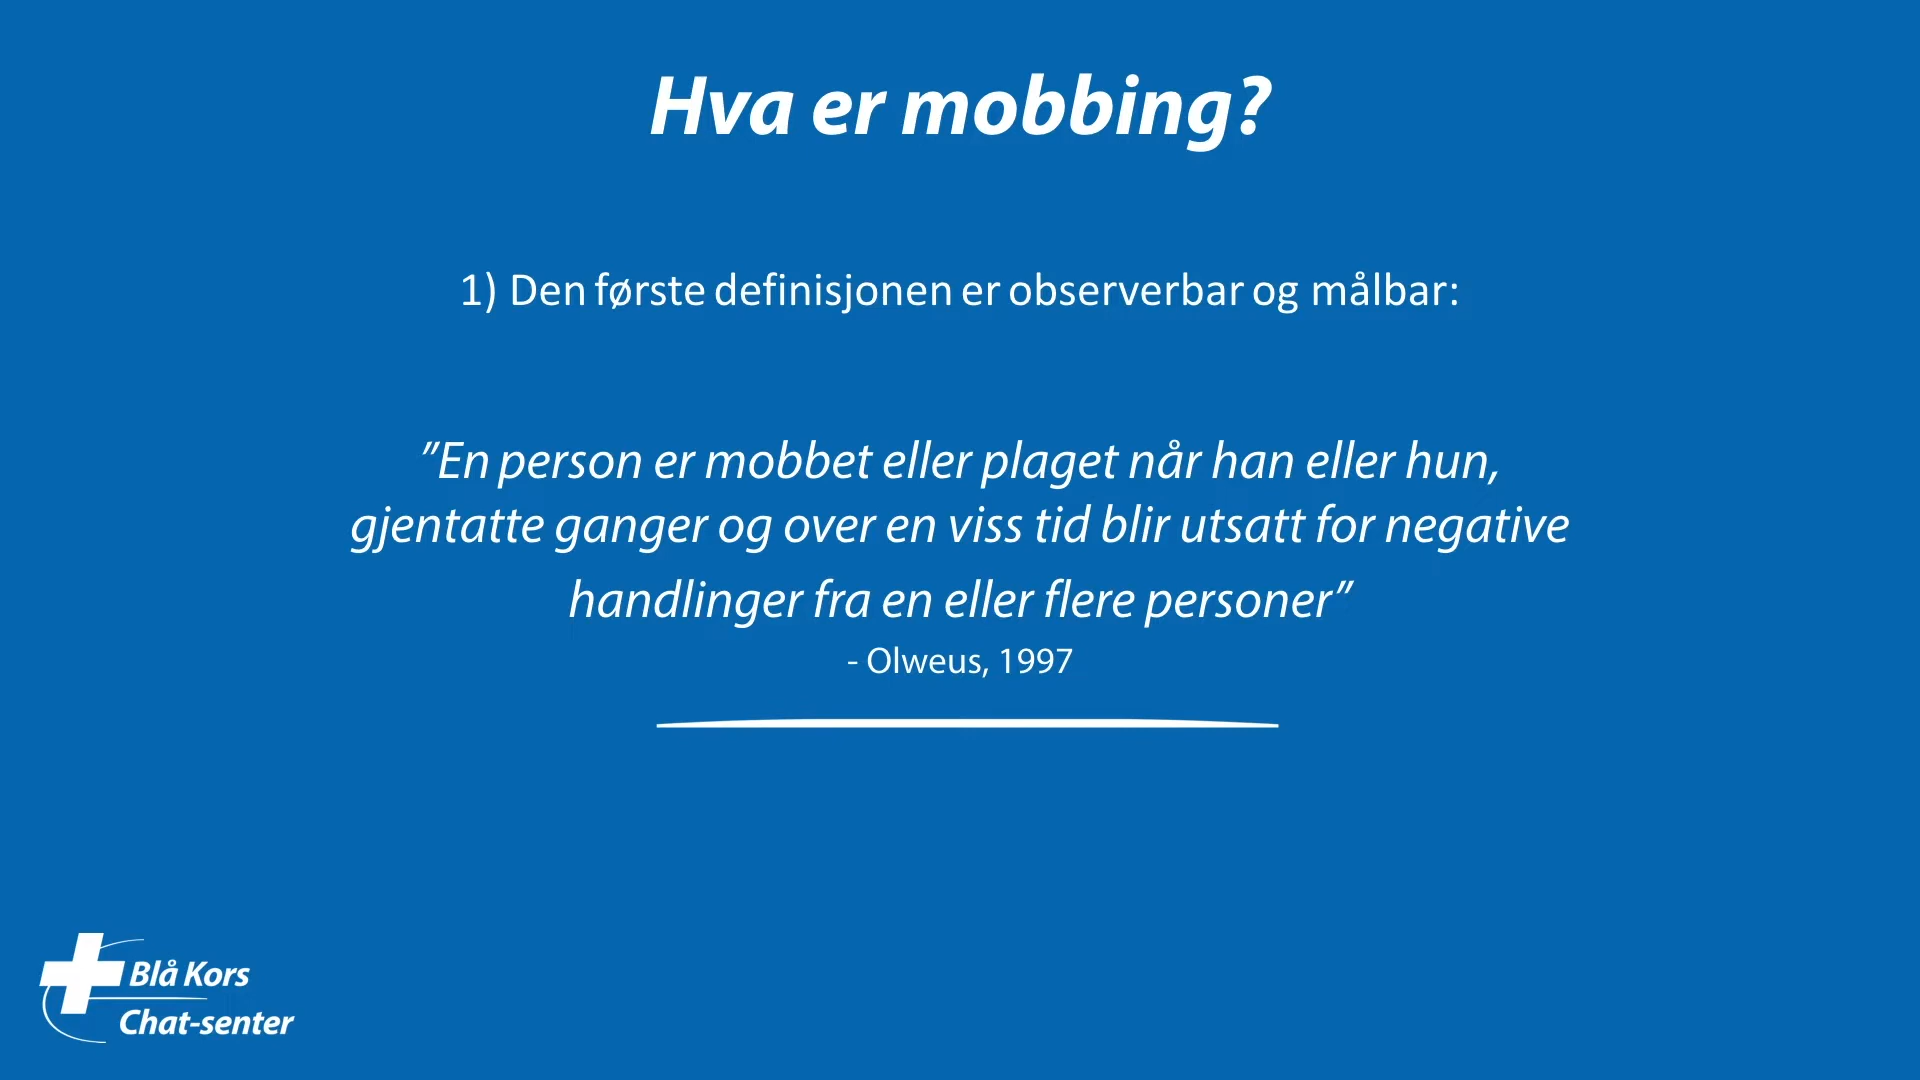 Hva er mobbing?
1) Den første definisjonen er observerbar og målbar:
”En person er mobbet eller plaget når han eller hun,
gjentatte ganger og over en viss tid blir utsatt for negative
handlinger fra en eller flere personer”
- Olweus, 1997
Blå Kors
Chat-senter